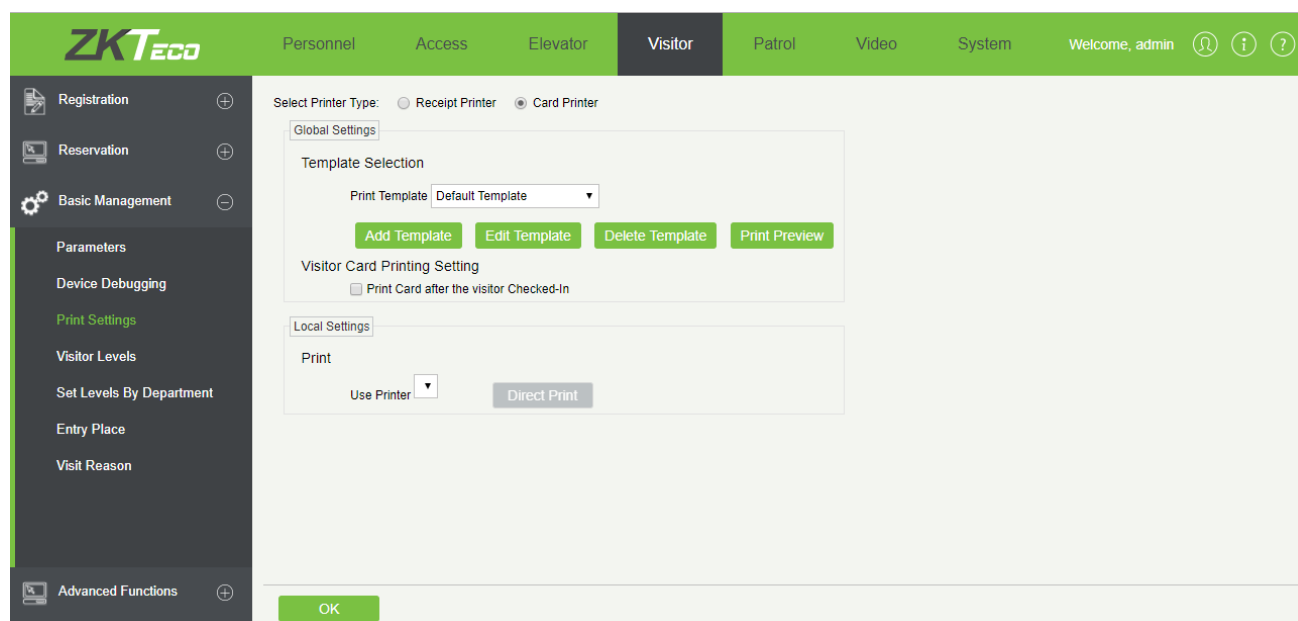 ZKTeco Personnel Access Elevator Visitor Patrol Video System Welcome, admin
Registration
Reservation
Basic Management
Parameters
Device Debugging
Print Settings
Visitor Levels
Set Levels By Department
Entry Place
Visit Reason
Advanced Functions
Select Printer Type: Receipt Printer Card Printer
Global Settings
Template Selection
Print Template Default Template
Add Template Edit Template Delete Template Print Preview
Visitor Card Printing Setting
Print Card after the visitor Checked-In
Local Settings
Print
Use Printer Direct Print
OK